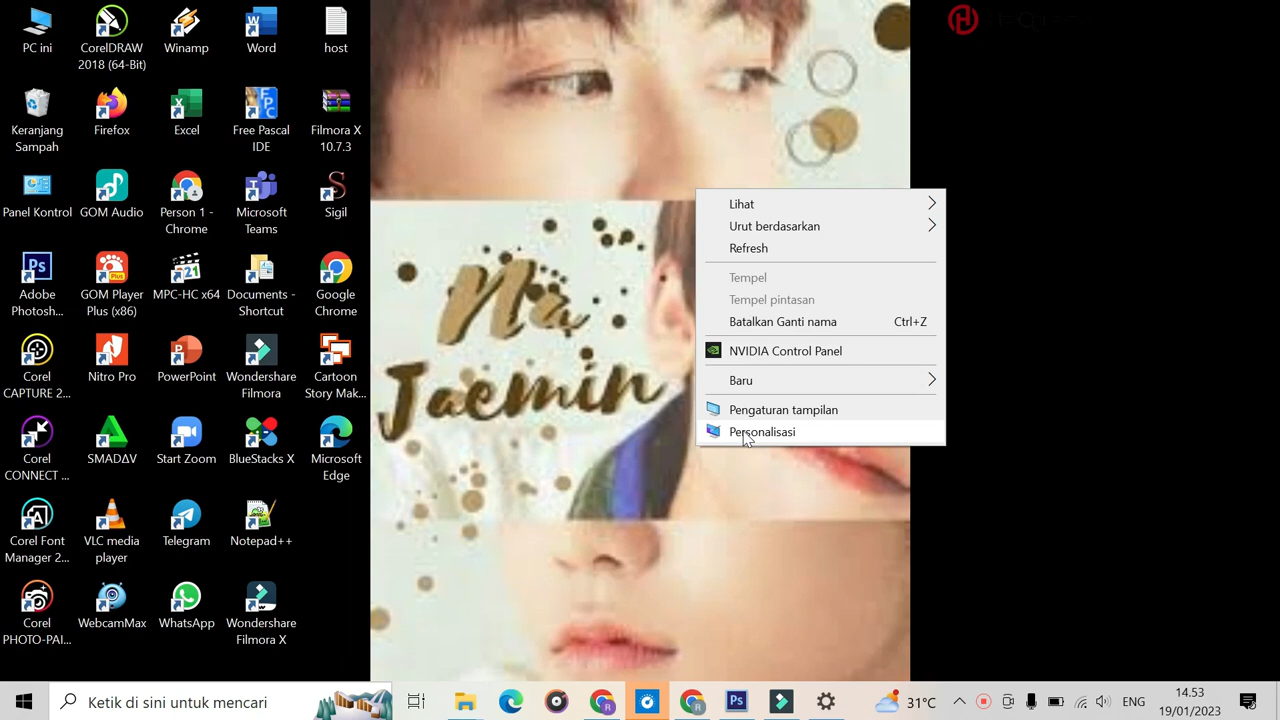 PC ini
CorelDRAW
2018 (64-Bit)
Winamp
Word
host
Keranjang
Sampah
Firefox
Excel
Free Pascal
IDE
Filmora X
10.7.3
Panel Kontrol
GOM Audio
Person 1 -
Chrome
Microsoft
Teams
Sigil
Adobe
Photosh...
GOM Player
Plus (x86)
MPC-HC x64
Documents -
Shortcut
Google
Chrome
Corel
CAPTURE 2...
Nitro Pro
PowerPoint
Wondershare
Filmora
Cartoon
Story Mak...
Corel
CONNECT ...
SMADΔV
Start Zoom
BlueStacks X
Microsoft
Edge
Corel Font
Manager 2...
VLC media
player
Telegram
Notepad++
Corel
PHOTO-PAI...
WebcamMax
WhatsApp
Wondershare
Filmora X
Na
Jaemin
Lihat
Urut berdasarkan
Refresh
Tempel
Tempel pintasan
Batalkan Ganti nama Ctrl+Z
NVIDIA Control Panel
Baru
Pengaturan tampilan
Personalisasi
Ketik di sini untuk mencari
31°C
ENG
14.53
19/01/2023